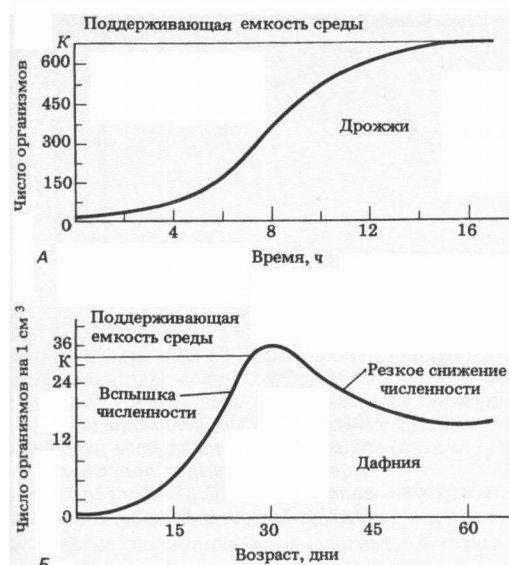 Поддерживающая емкость среды
К
600
450
300
150
0
Число организмов
Дрожжи
4
8
12
16
А
Время, ч
Поддерживающая
емкость среды
36
К
24
12
0
Число организмов на 1 см 3
Вспышка
численности
Резкое снижение
численности
Дафния
15
30
45
60
Б
Возраст, дни